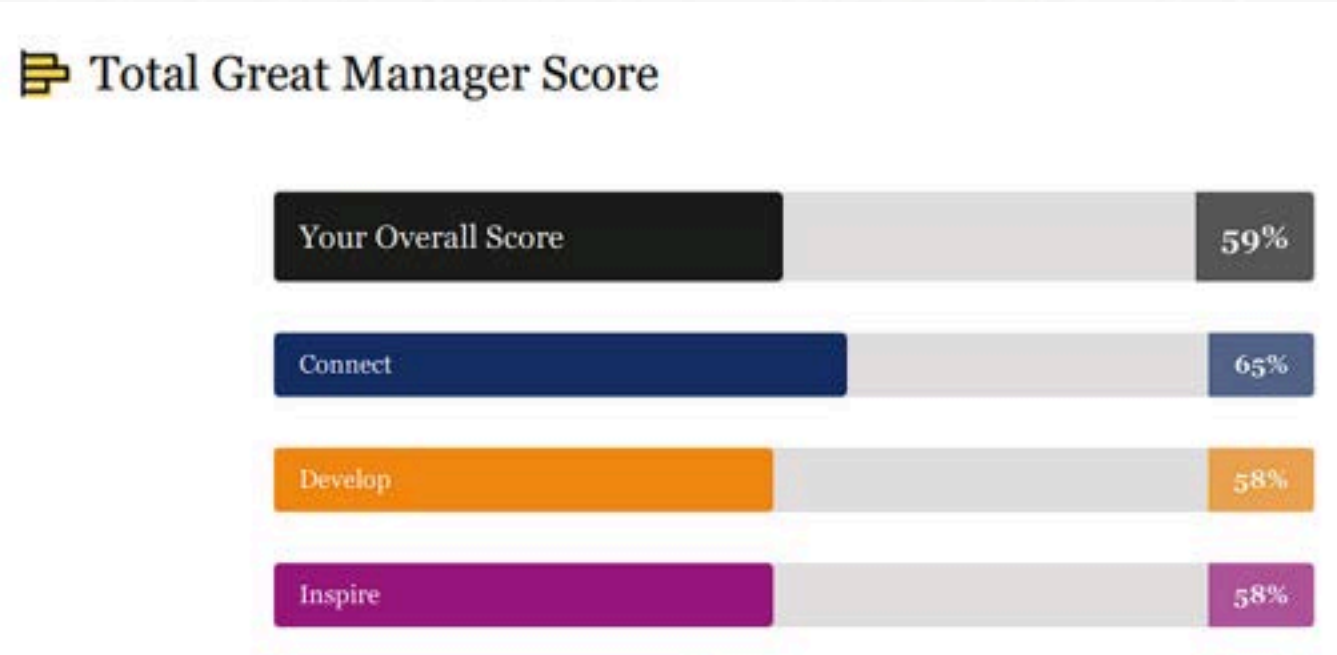 Total Great Manager Score
Your Overall Score 59%
Connect 65%
Develop 58%
Inspire 58%